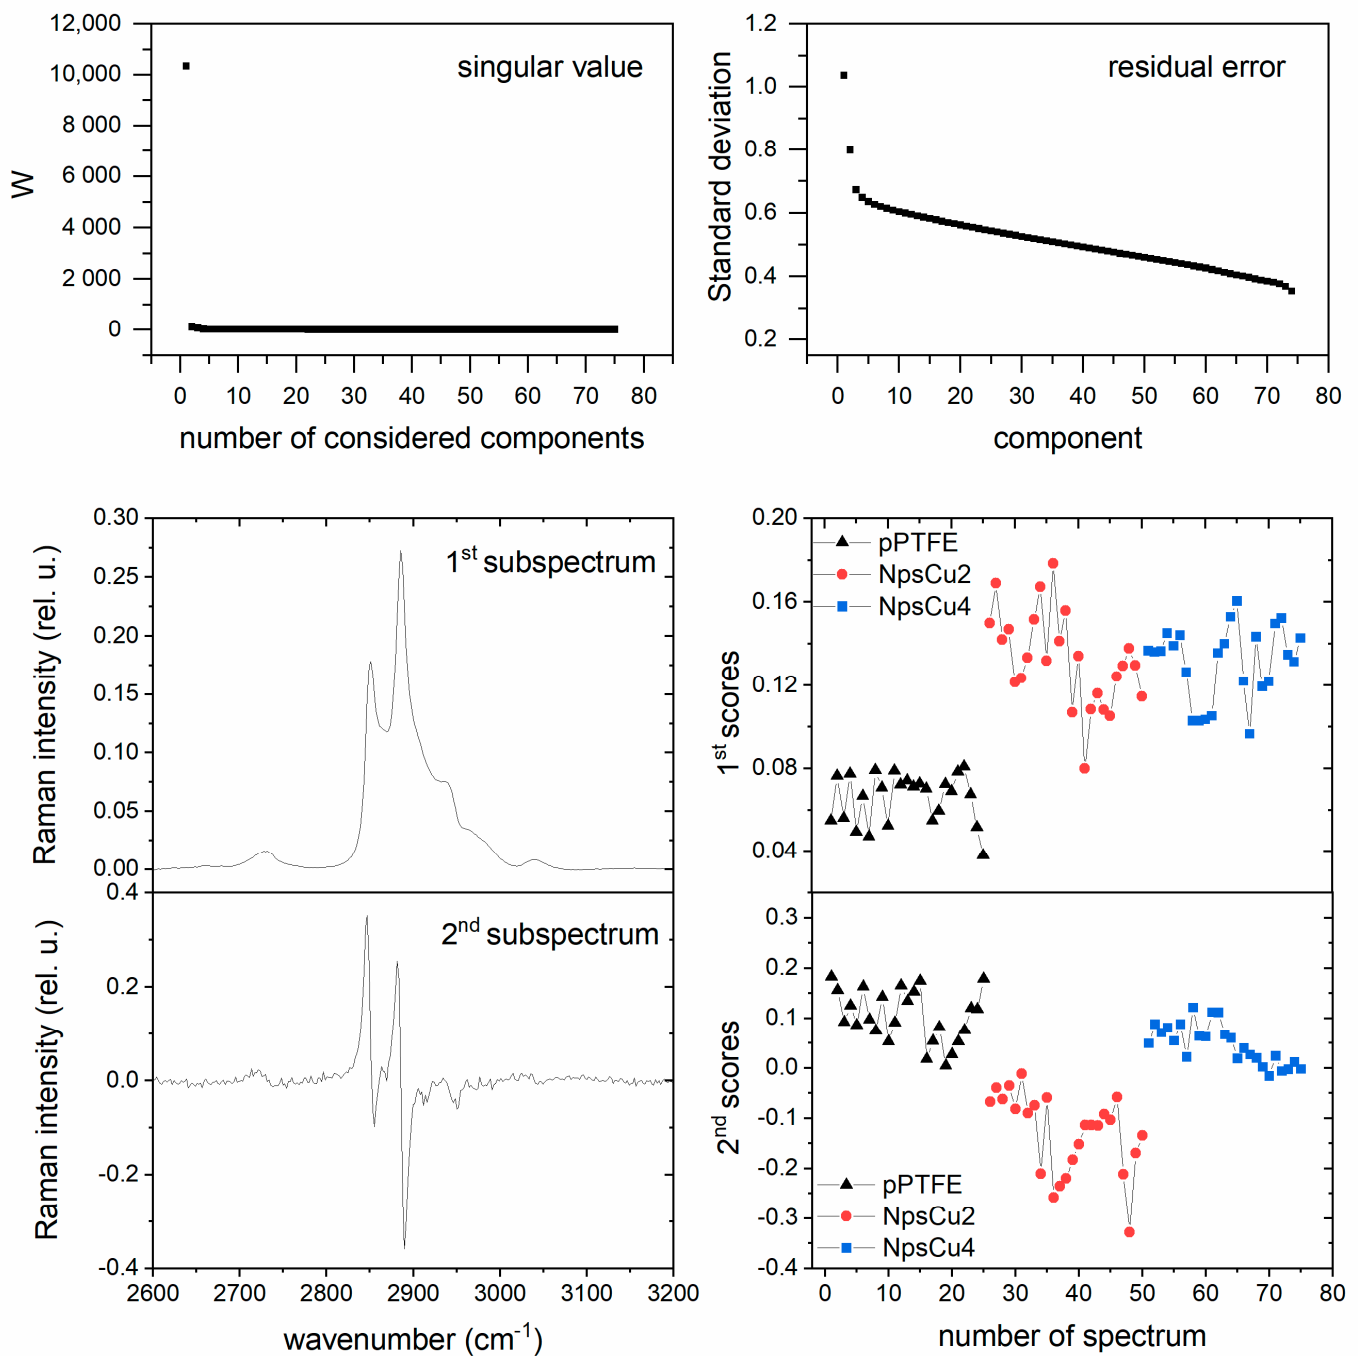 12,000
10,000
8 000
6 000
4 000
2 000
0
W
singular value
0 10 20 30 40 50 60 70 80
number of considered components
1.2
1.0
0.8
0.6
0.4
0.2
Standard deviation
residual error
0 10 20 30 40 50 60 70 80
component
0.30
0.25
0.20
0.15
0.10
0.05
0.00
Raman intensity (rel. u.)
1st subspectrum
0.4
0.2
0.0
-0.2
-0.4
Raman intensity (rel. u.)
2nd subspectrum
2600 2700 2800 2900 3000 3100 3200
wavenumber (cm-1)
0.20
0.16
0.12
0.08
0.04
1st scores
pPTFE
NpsCu2
NpsCu4
0.3
0.2
0.1
0.0
-0.1
-0.2
-0.3
-0.4
2nd scores
pPTFE
NpsCu2
NpsCu4
0 10 20 30 40 50 60 70 80
number of spectrum